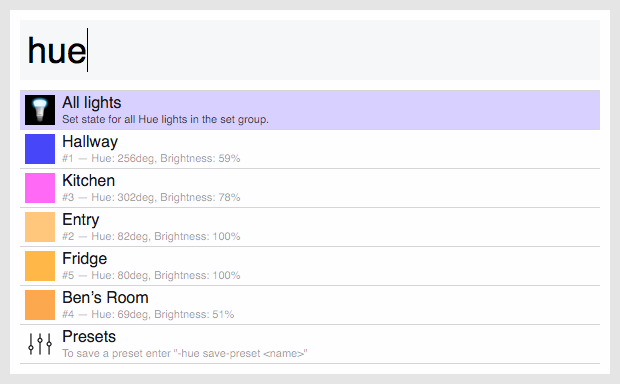 hue
All lights
Set state for all Hue lights in the set group.
Hallway
#1 — Hue: 256deg, Brightness: 59%
Kitchen
#3 — Hue: 302deg, Brightness: 78%
Entry
#2 — Hue: 82deg, Brightness: 100%
Fridge
#5 — Hue: 80deg, Brightness: 100%
Ben’s Room
#4 — Hue: 69deg, Brightness: 51%
Presets
To save a preset enter "-hue save-preset <name>"